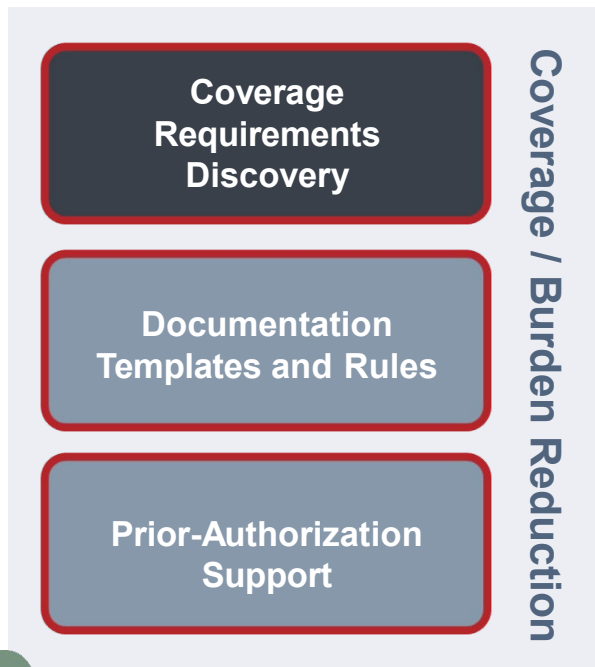 Coverage
Requirements
Discovery
Documentation
Templates and Rules
Prior-Authorization
Support
Coverage / Burden Reduction